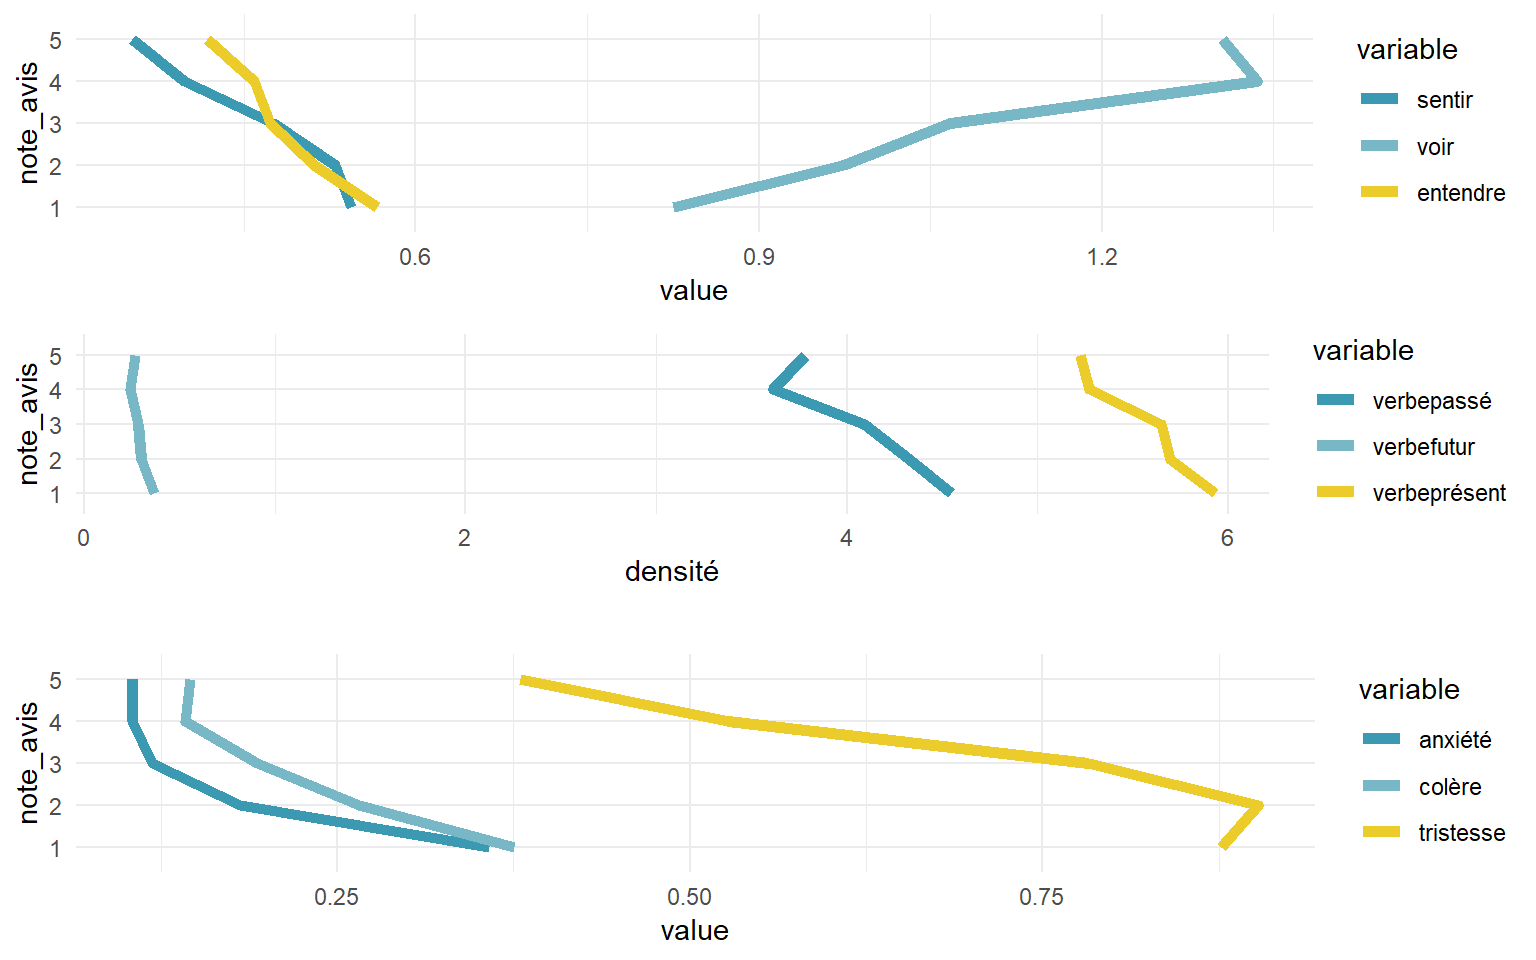 note_avis
5
4
3
2
1
0.6 0.9 1.2
value
variable
sentir
voir
entendre
note_avis
5
4
3
2
1
0 2 4 6
densité
variable
verbepassé
verbefutur
verbeprésent
note_avis
5
4
3
2
1
0.25 0.50 0.75
value
variable
anxiété
colère
tristesse